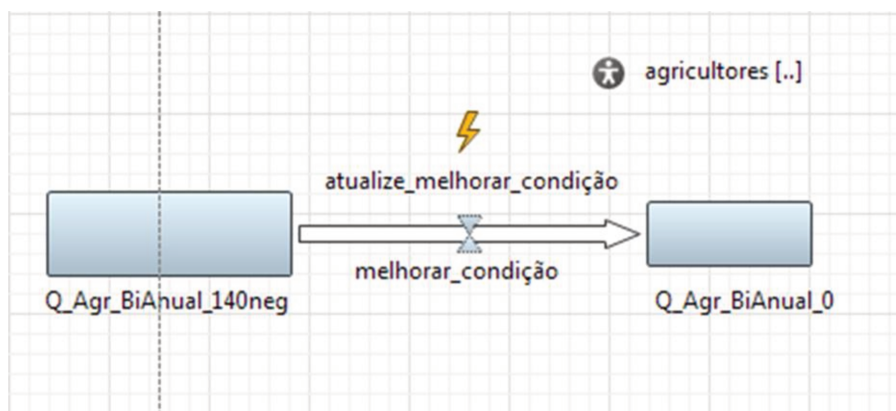 agricultores [..]
atualize_melhorar_condição
melhorar_condição
Q_Agr_BiAnual_140neg
Q_Agr_BiAnual_0